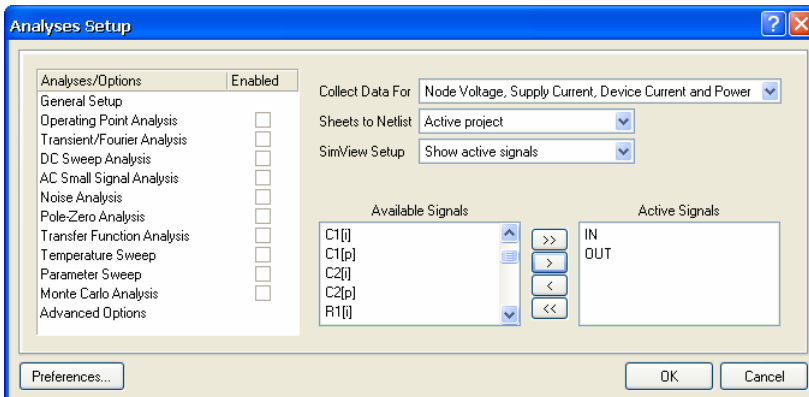 Analyses Setup
Analyses/Options Enabled
General Setup
Operating Point Analysis
Transient/Fourier Analysis
DC Sweep Analysis
AC Small Signal Analysis
Noise Analysis
Pole-Zero Analysis
Transfer Function Analysis
Temperature Sweep
Parameter Sweep
Monte Carlo Analysis
Advanced Options
Collect Data For Node Voltage, Supply Current, Device Current and Power
Sheets to Netlist Active project
SimView Setup Show active signals
Available Signals
C1[i]
C1[p]
C2[i]
C2[p]
R1[i]
>>
>
<
<<
Active Signals
IN
OUT
Preferences...
OK
Cancel